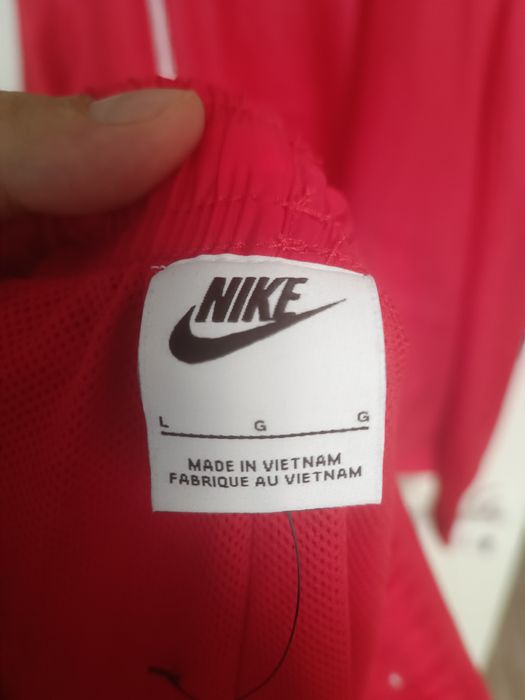 NIKE
L G G
MADE IN VIETNAM
FABRIQUE AU VIETNAM